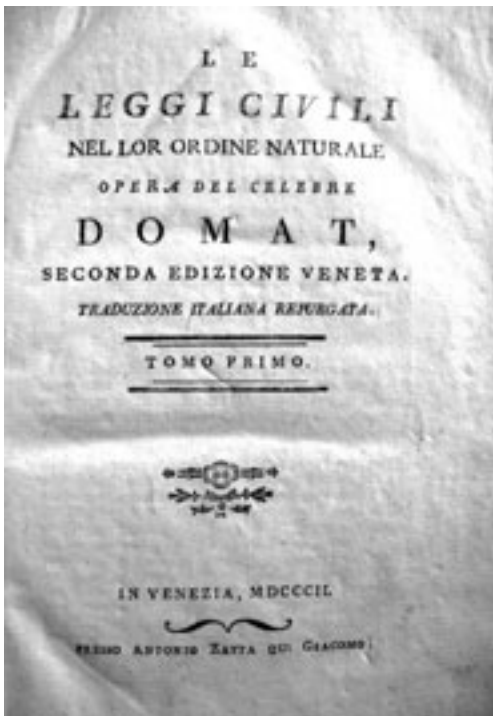 LE
LEGGI CIVILI
NEL LOR ORDINE NATURALE
OPERA DEL CELEBRE
DOMAT,
SECONDA EDIZIONE VENETA.
TRADUZIONE ITALIANA REPURGATA.
TOMO PRIMO.
IN VENEZIA, MDCCCII.
PRESSO ANTONIO ZATTA QU: GIACOMO.